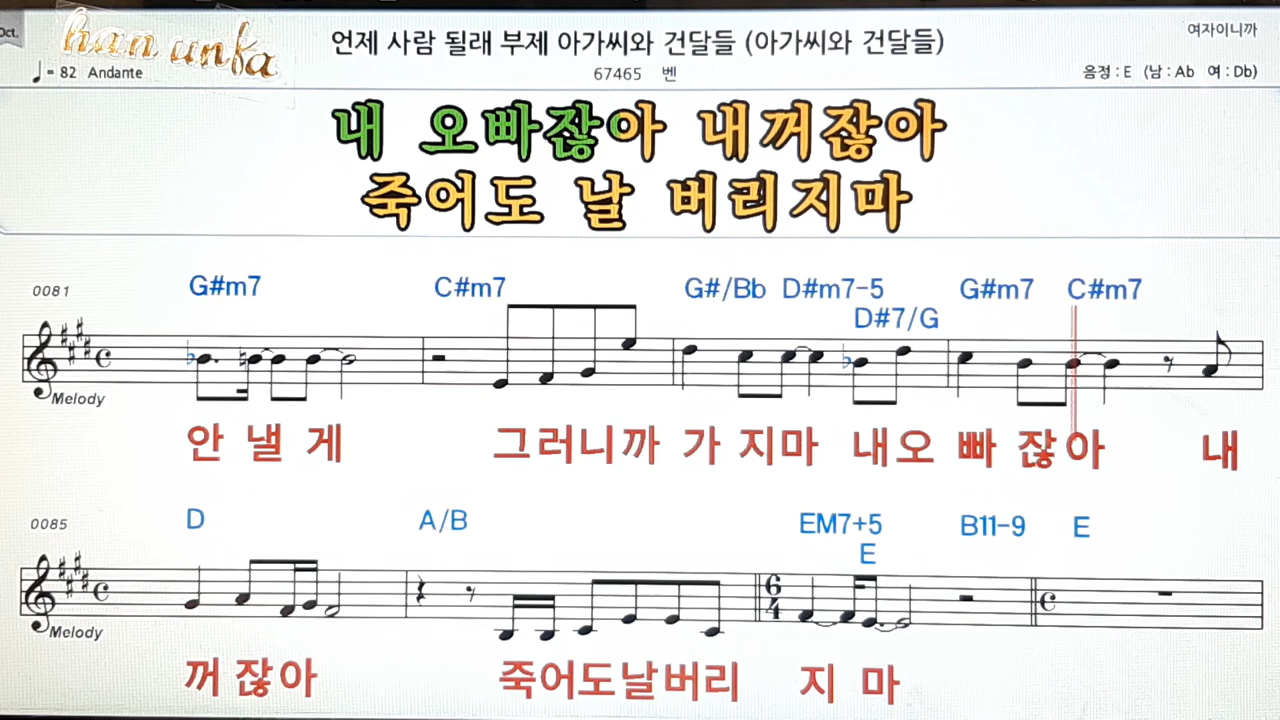 Oct.
han unfa
언제 사람 될래 부제 아가씨와 건달들 (아가씨와 건달들)
여자이니까
♩= 82 Andante
67465 벤
음정 : E (남 : Ab 여 : Db)
내 오빠잖아 내꺼잖아
죽어도 날 버리지마
0081
G#m7 C#m7 G#/Bb D#m7-5 G#m7 C#m7
D#7/G
Melody
안 낼 게 그러니까 가 지마 내오 빠 잖아 내
0085
D A/B EM7+5 B11-9 E
E
6
4
Melody
꺼 잖아 죽어도날버리 지 마